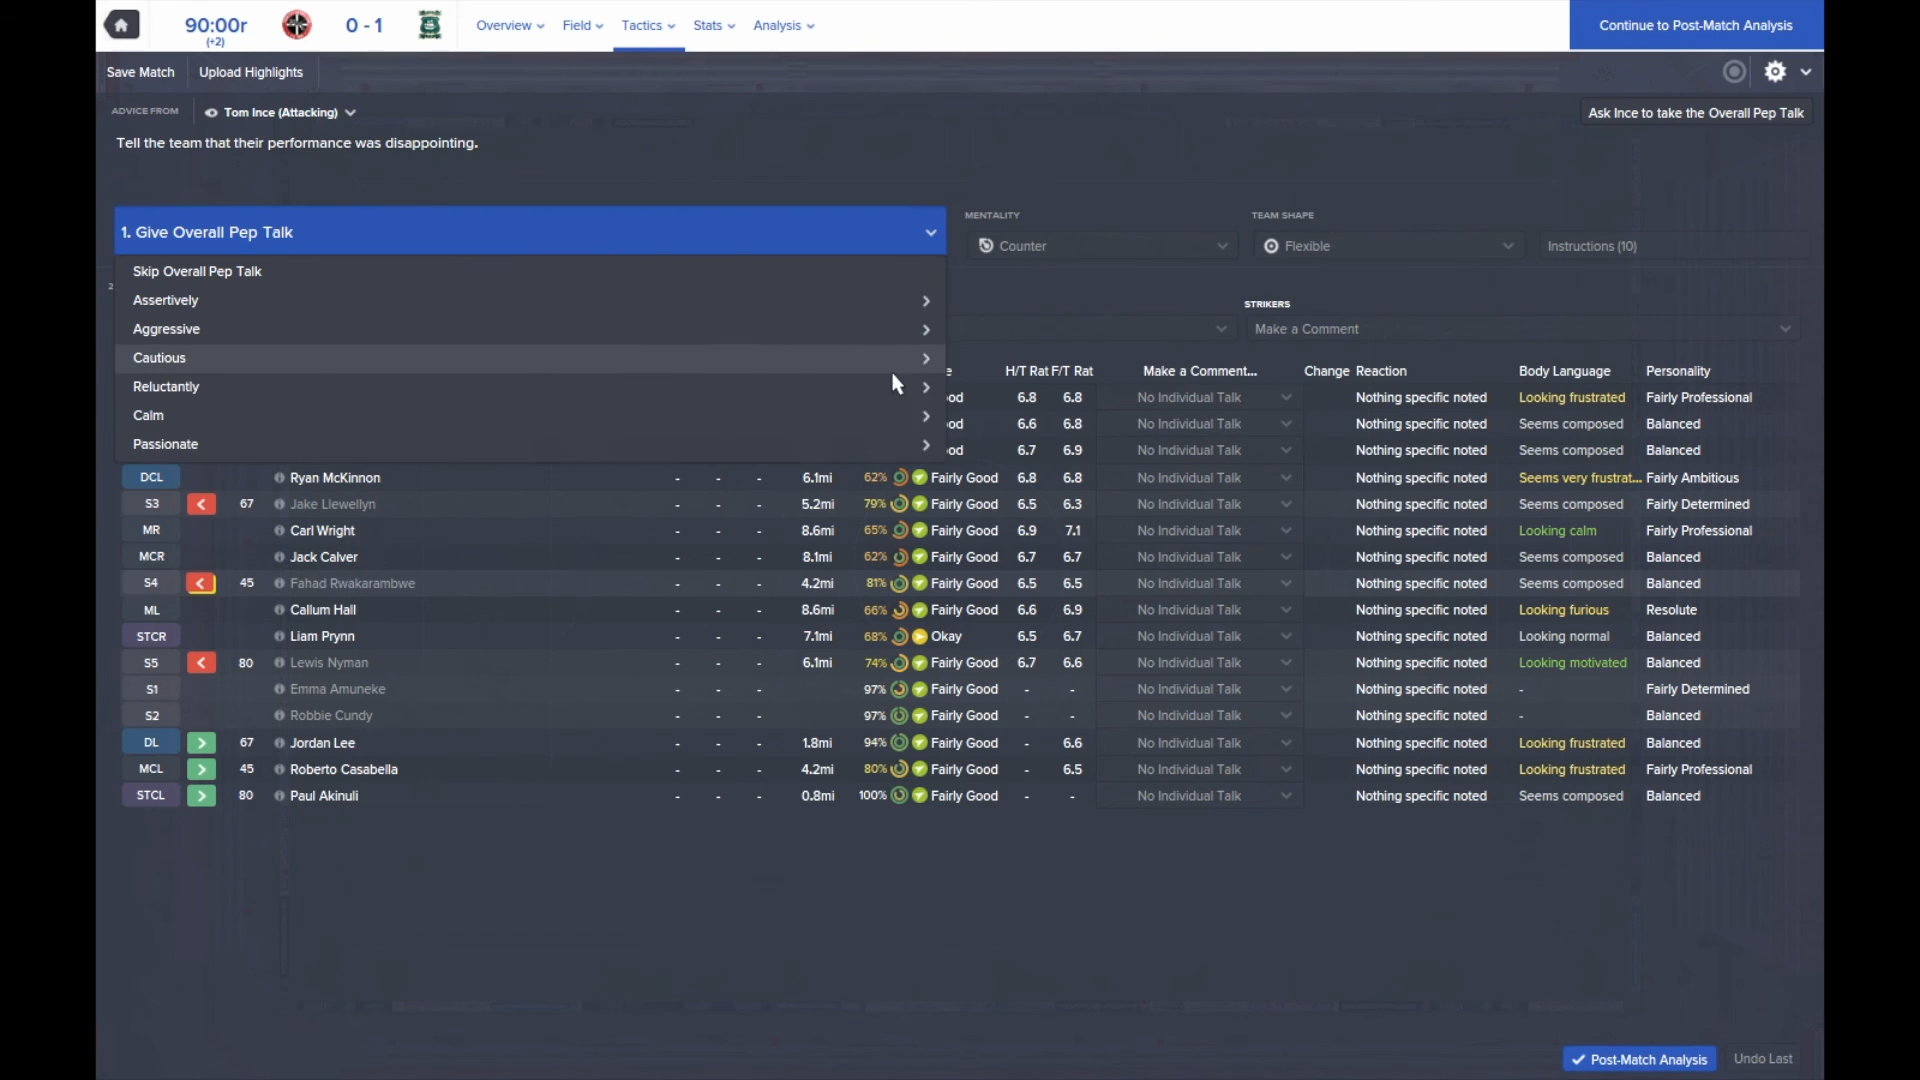 90:00r
(+2)
0 - 1
Overview
Field
Tactics
Stats
Analysis
Continue to Post-Match Analysis
Save Match
Upload Highlights
ADVICE FROM
Tom Ince (Attacking)
Ask Ince to take the Overall Pep Talk
Tell the team that their performance was disappointing.
1. Give Overall Pep Talk
MENTALITY
Counter
TEAM SHAPE
Flexible
Instructions (10)
Skip Overall Pep Talk
Assertively
Aggressive
Cautious
Reluctantly
Calm
Passionate
2
STRIKERS
Make a Comment
e H/T Rat F/T Rat Make a Comment... Change Reaction Body Language Personality
od 6.8 6.8 No Individual Talk Nothing specific noted Looking frustrated Fairly Professional
od 6.6 6.8 No Individual Talk Nothing specific noted Seems composed Balanced
od 6.7 6.9 No Individual Talk Nothing specific noted Seems composed Balanced
DCL Ryan McKinnon - - - 6.1mi 62% Fairly Good 6.8 6.8 No Individual Talk Nothing specific noted Seems very frustrat... Fairly Ambitious
S3 67 Jake Llewellyn - - - 5.2mi 79% Fairly Good 6.5 6.3 No Individual Talk Nothing specific noted Seems composed Fairly Determined
MR Carl Wright - - - 8.6mi 65% Fairly Good 6.9 7.1 No Individual Talk Nothing specific noted Looking calm Fairly Professional
MCR Jack Calver - - - 8.1mi 62% Fairly Good 6.7 6.7 No Individual Talk Nothing specific noted Seems composed Balanced
S4 45 Fahad Rwakarambwe - - - 4.2mi 81% Fairly Good 6.5 6.5 No Individual Talk Nothing specific noted Seems composed Balanced
ML Callum Hall - - - 8.6mi 66% Fairly Good 6.6 6.9 No Individual Talk Nothing specific noted Looking furious Resolute
STCR Liam Prynn - - - 7.1mi 68% Okay 6.5 6.7 No Individual Talk Nothing specific noted Looking normal Balanced
S5 80 Lewis Nyman - - - 6.1mi 74% Fairly Good 6.7 6.6 No Individual Talk Nothing specific noted Looking motivated Balanced
S1 Emma Amuneke - - - 97% Fairly Good - - No Individual Talk Nothing specific noted - Fairly Determined
S2 Robbie Cundy - - - 97% Fairly Good - - No Individual Talk Nothing specific noted - Balanced
DL 67 Jordan Lee - - - 1.8mi 94% Fairly Good - 6.6 No Individual Talk Nothing specific noted Looking frustrated Balanced
MCL 45 Roberto Casabella - - - 4.2mi 80% Fairly Good - 6.5 No Individual Talk Nothing specific noted Looking frustrated Fairly Professional
STCL 80 Paul Akinuli - - - 0.8mi 100% Fairly Good - - No Individual Talk Nothing specific noted Seems composed Balanced
Post-Match Analysis
Undo Last